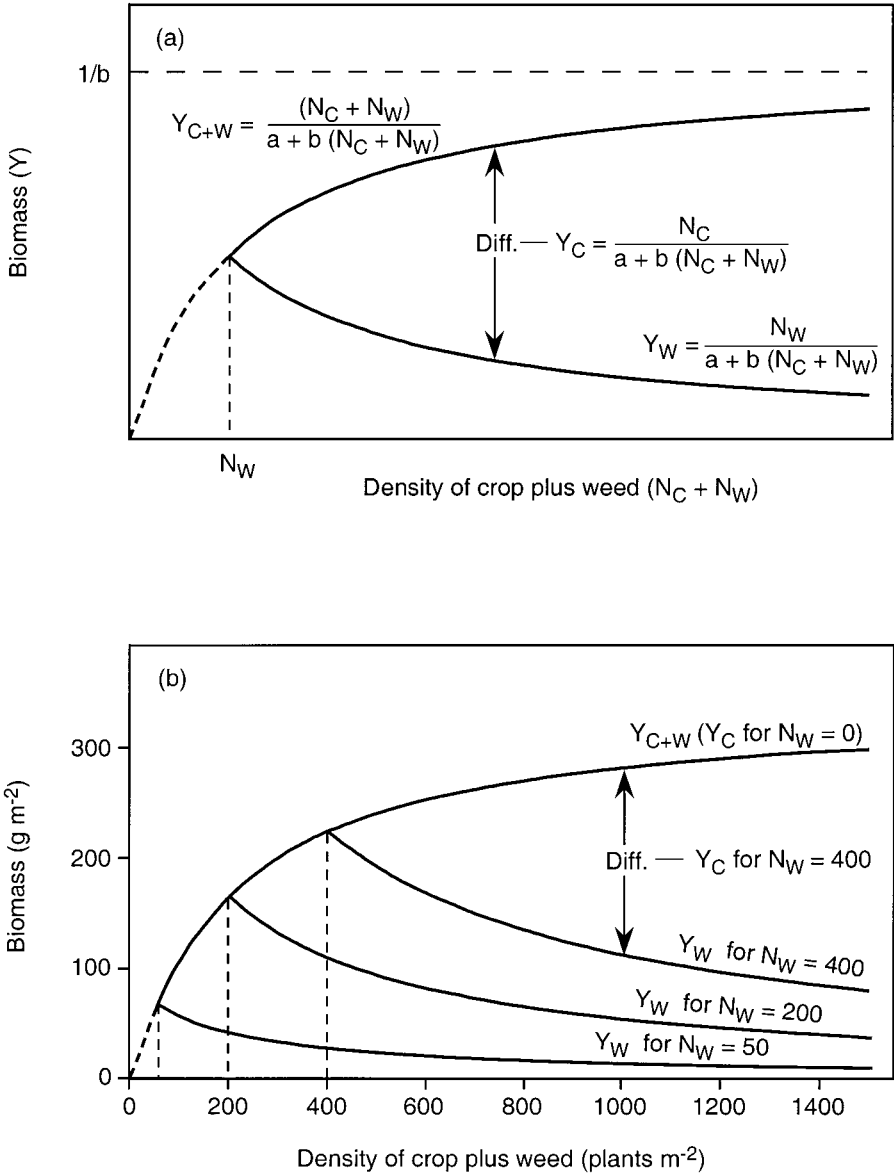 (a)
1/b
Y_{C+W} = (N_C + N_W) / a + b (N_C + N_W)
Diff. — Y_C = N_C / a + b (N_C + N_W)
Y_W = N_W / a + b (N_C + N_W)
Biomass (Y)
N_W
Density of crop plus weed (N_C + N_W)
(b)
Y_{C+W} (Y_C for N_W = 0)
300
200
100
0
Diff. — Y_C for N_W = 400
Y_W for N_W = 400
Y_W for N_W = 200
Y_W for N_W = 50
Biomass (g m^{-2})
0 200 400 600 800 1000 1200 1400
Density of crop plus weed (plants m^{-2})